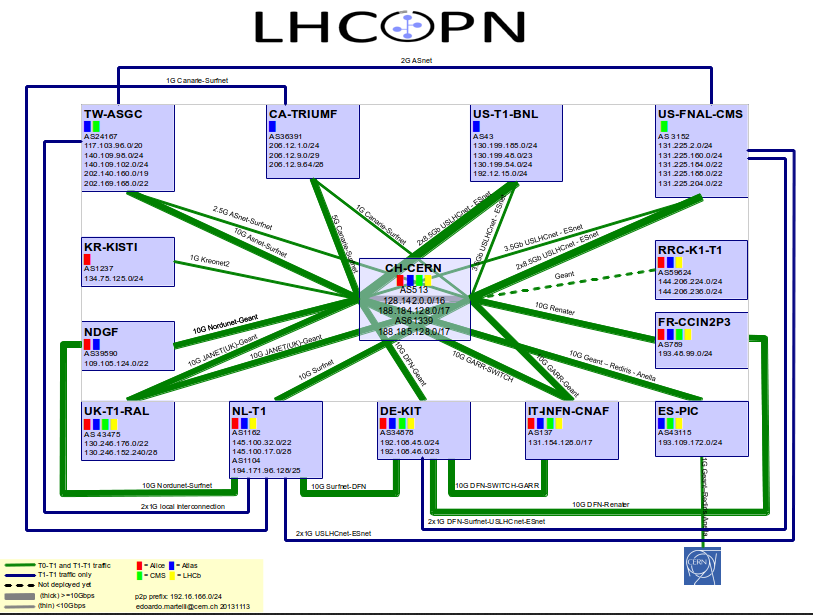 LHCOPN
2G ASnet
1G Canarie-Surfnet
TW-ASGC
AS24167
117.103.96.0/20
140.109.98.0/24
140.109.102.0/24
202.140.160.0/19
202.169.168.0/22
CA-TRIUMF
AS36391
206.12.1.0/24
206.12.9.0/29
206.12.9.64/28
US-T1-BNL
AS43
130.199.185.0/24
130.199.48.0/23
130.199.54.0/24
192.12.15.0/24
US-FNAL-CMS
AS3152
131.225.2.0/24
131.225.160.0/24
131.225.184.0/22
131.225.188.0/22
131.225.204.0/22
2.5G ASnet-Surfnet
10G Asnet-Surfnet
5G Canarie-Surfnet
1G Canarie-Surfnet
2x8.5Gb USLHCnet - ESnet
USLHCNET - ESnet
3.5Gb USLHCnet - ESnet
2x8.5Gb USLHCnet - ESnet
KR-KISTI
AS1237
134.75.125.0/24
1G Kreonet2
CH-CERN
AS513
128.142.0.0/16
188.184.128.0/17
AS61339
188.185.128.0/17
Geant
RRC-K1-T1
AS59624
144.206.224.0/24
144.206.236.0/24
10G Renater
NDGF
AS39590
109.105.124.0/22
10G Nordunet-Geant
10G JANET(UK)-Geant
10G JANET(UK)-Geant
10G Surfnet
10G DFN-Geant
10G GARR-SWITCH
10G GARR-Geant
10G Geant – Rediris - Anella
FR-CCIN2P3
AS789
193.48.99.0/24
UK-T1-RAL
AS43475
130.246.176.0/22
130.246.152.240/28
NL-T1
AS1162
145.100.32.0/22
145.100.17.0/28
AS1104
194.171.96.128/25
DE-KIT
AS34878
192.108.45.0/24
192.108.46.0/23
IT-INFN-CNAF
AS137
131.154.128.0/17
ES-PIC
AS43115
193.109.172.0/24
10G Nordunet-Surfnet
10G Surfnet-DFN
10G DFN-SWITCH-GARR
10G DFN-Renater
2x1G local interconnection
2x1G DFN-Surfnet-USLHCnet-ESnet
2x1G USLHCnet-ESnet
1G Geant-Rediris-Anella
CERN
T0-T1 and T1-T1 traffic
T1-T1 traffic only
Not deployed yet
(thick) >=10Gbps
(thin) <10Gbps
= Alice
= Atlas
= CMS
= LHCb
p2p prefix: 192.16.166.0/24
edoardo.martelli@cern.ch 20131113